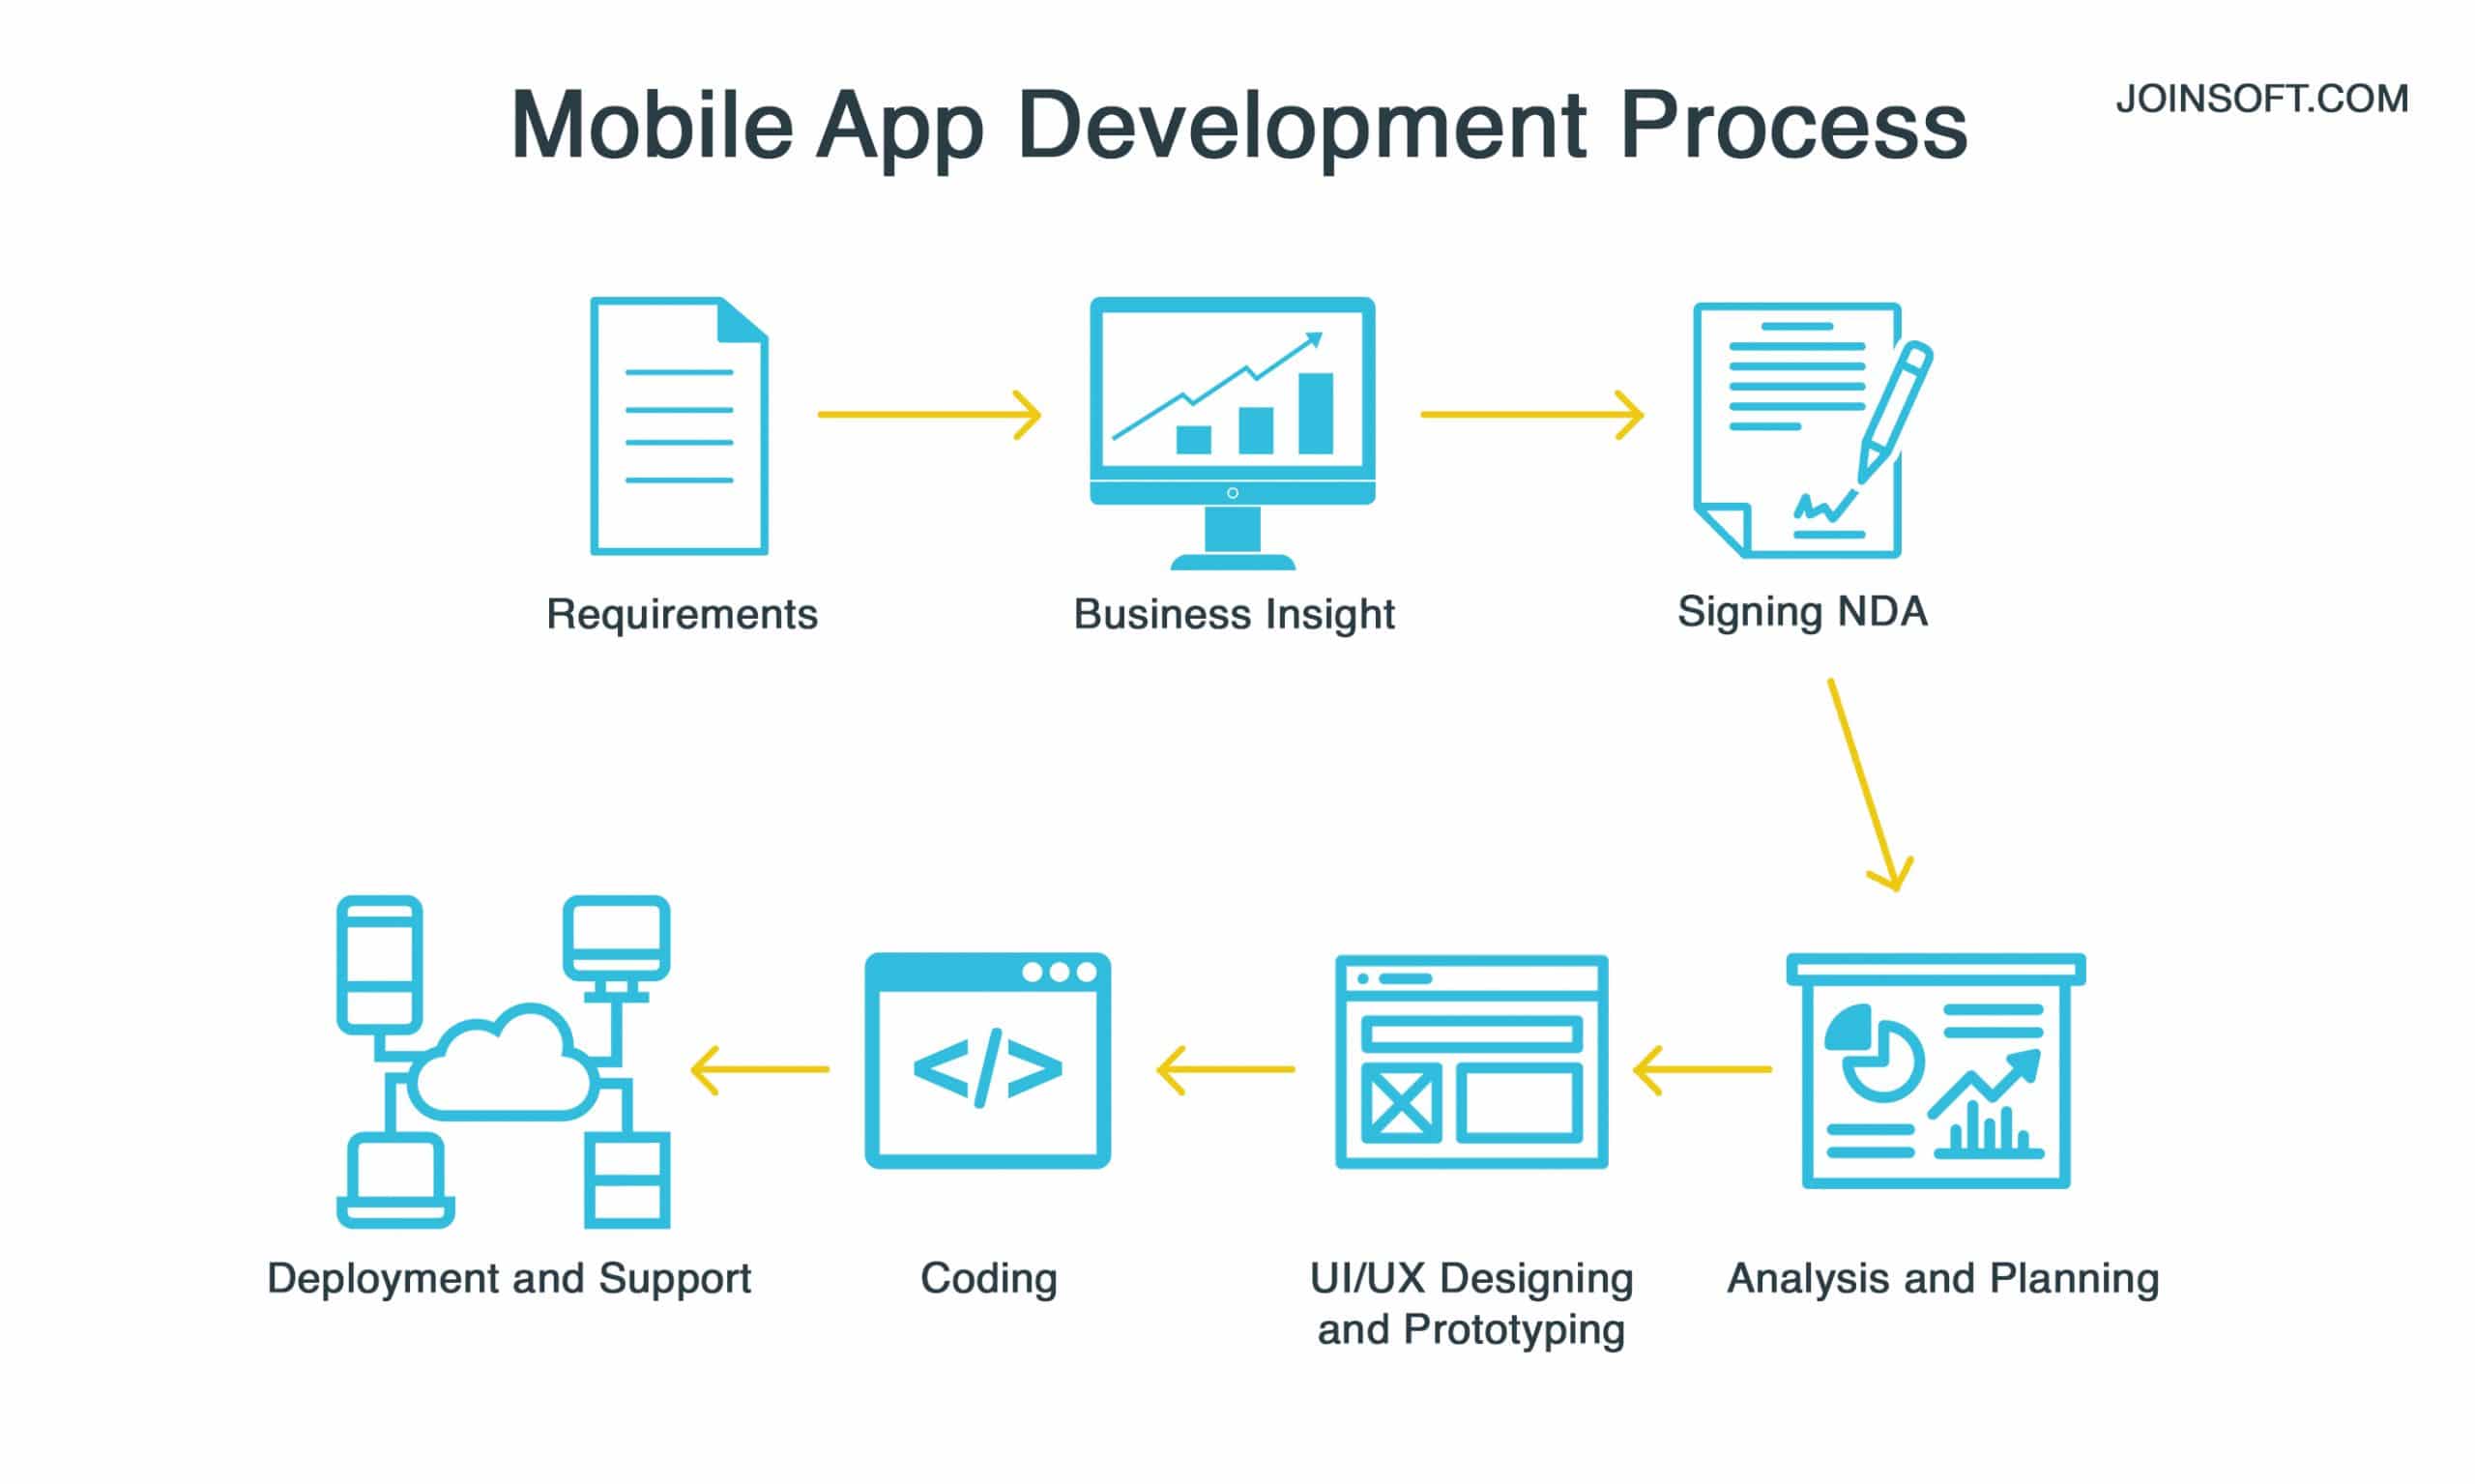 Mobile App Development Process
JOINSOFT.COM
Requirements
Business Insight
Signing NDA
</>
Deployment and Support
Coding
UI/UX Designing
and Prototyping
Analysis and Planning